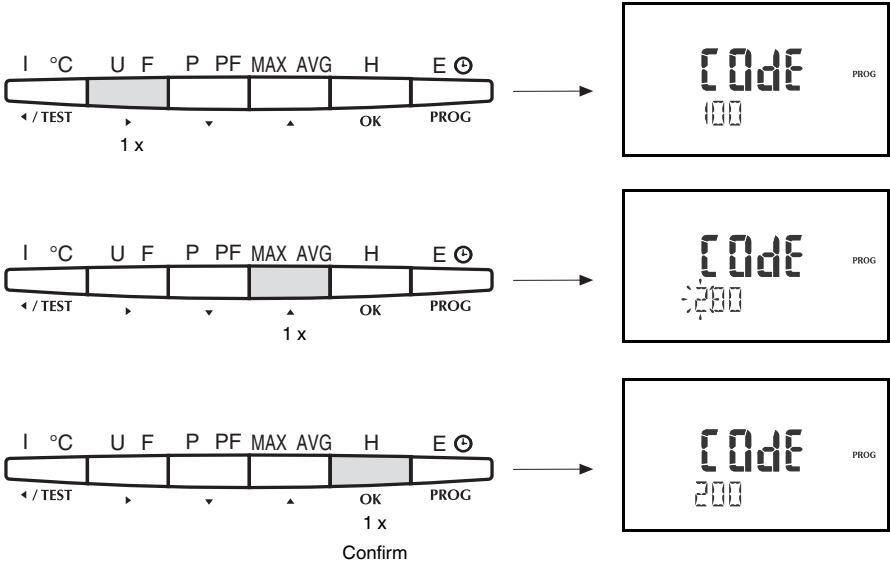 I °C U F P PF MAX AVG H E
/ TEST OK PROG
1 x
COdE PROG
100
I °C U F P PF MAX AVG H E
/ TEST OK PROG
1 x
COdE PROG
200
I °C U F P PF MAX AVG H E
/ TEST OK PROG
1 x
Confirm
COdE PROG
200